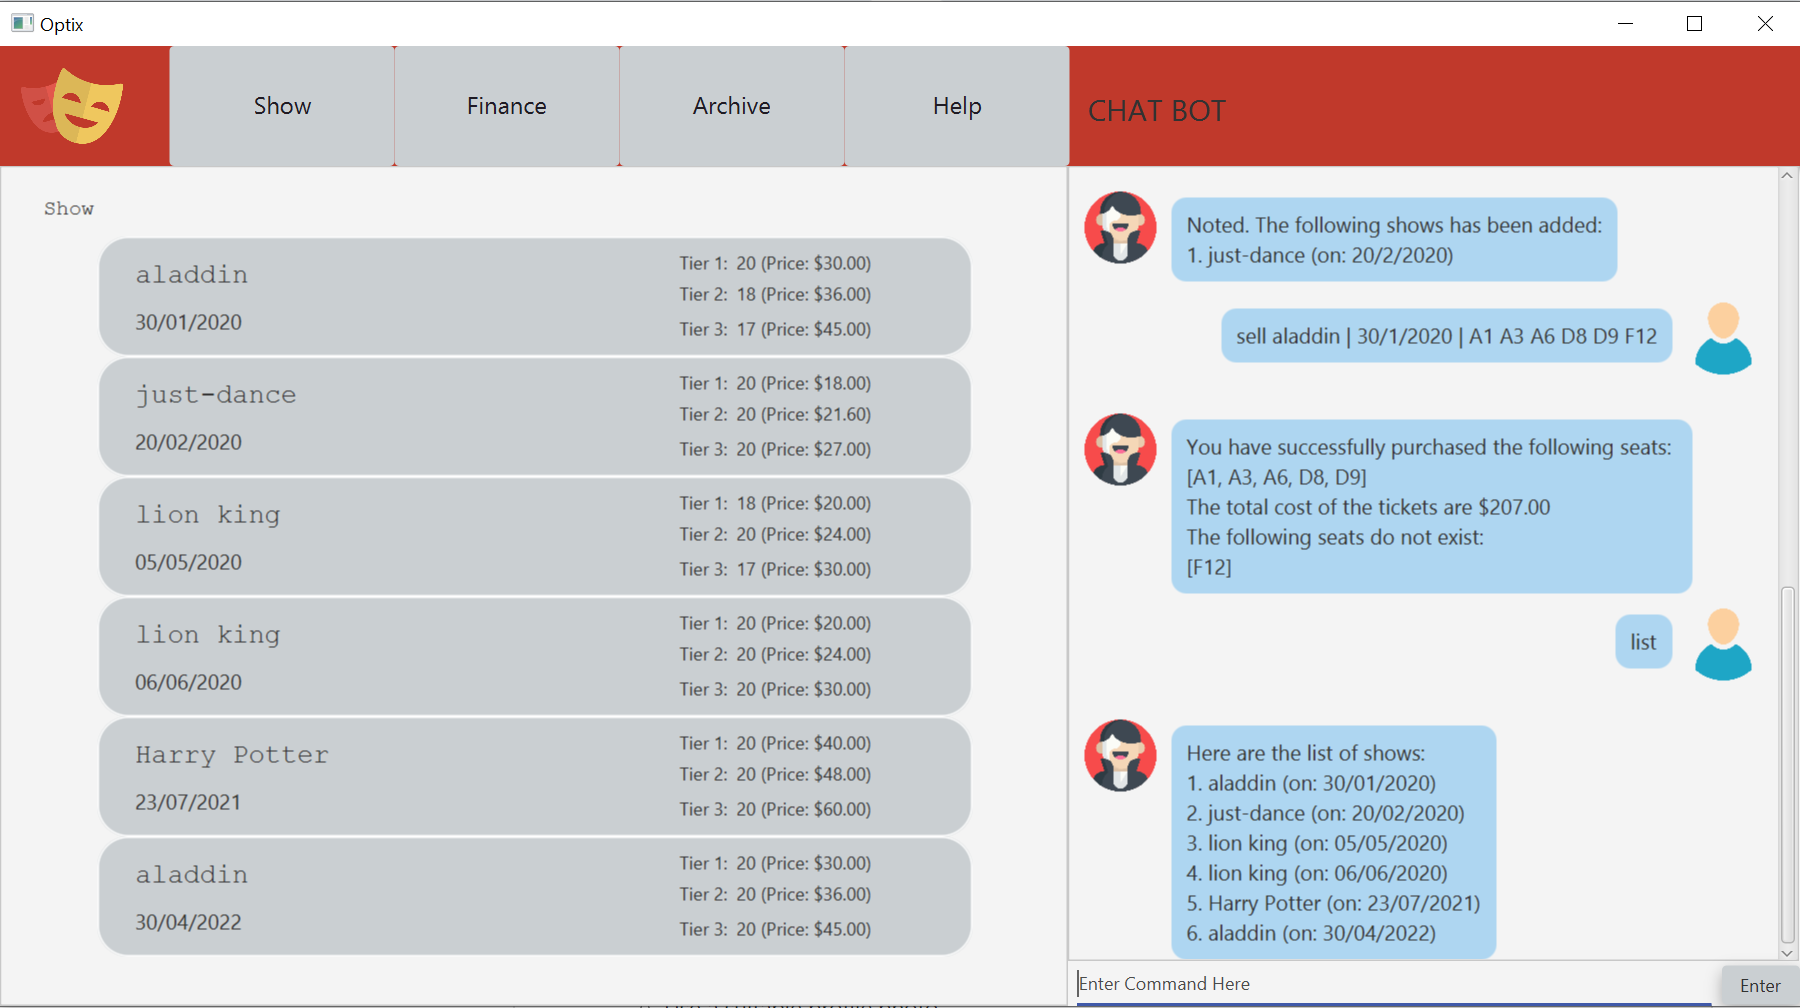 Optix
Show
Finance
Archive
Help
CHAT BOT
Show
aladdin
30/01/2020
Tier 1: 20 (Price: $30.00)
Tier 2: 18 (Price: $36.00)
Tier 3: 17 (Price: $45.00)
just-dance
20/02/2020
Tier 1: 20 (Price: $18.00)
Tier 2: 20 (Price: $21.60)
Tier 3: 20 (Price: $27.00)
lion king
05/05/2020
Tier 1: 18 (Price: $20.00)
Tier 2: 20 (Price: $24.00)
Tier 3: 17 (Price: $30.00)
lion king
06/06/2020
Tier 1: 20 (Price: $20.00)
Tier 2: 20 (Price: $24.00)
Tier 3: 20 (Price: $30.00)
Harry Potter
23/07/2021
Tier 1: 20 (Price: $40.00)
Tier 2: 20 (Price: $48.00)
Tier 3: 20 (Price: $60.00)
aladdin
30/04/2022
Tier 1: 20 (Price: $30.00)
Tier 2: 20 (Price: $36.00)
Tier 3: 20 (Price: $45.00)
Noted. The following shows has been added:
1. just-dance (on: 20/2/2020)
sell aladdin | 30/1/2020 | A1 A3 A6 D8 D9 F12
You have successfully purchased the following seats:
[A1, A3, A6, D8, D9]
The total cost of the tickets are $207.00
The following seats do not exist:
[F12]
list
Here are the list of shows:
1. aladdin (on: 30/01/2020)
2. just-dance (on: 20/02/2020)
3. lion king (on: 05/05/2020)
4. lion king (on: 06/06/2020)
5. Harry Potter (on: 23/07/2021)
6. aladdin (on: 30/04/2022)
Enter Command Here
Enter